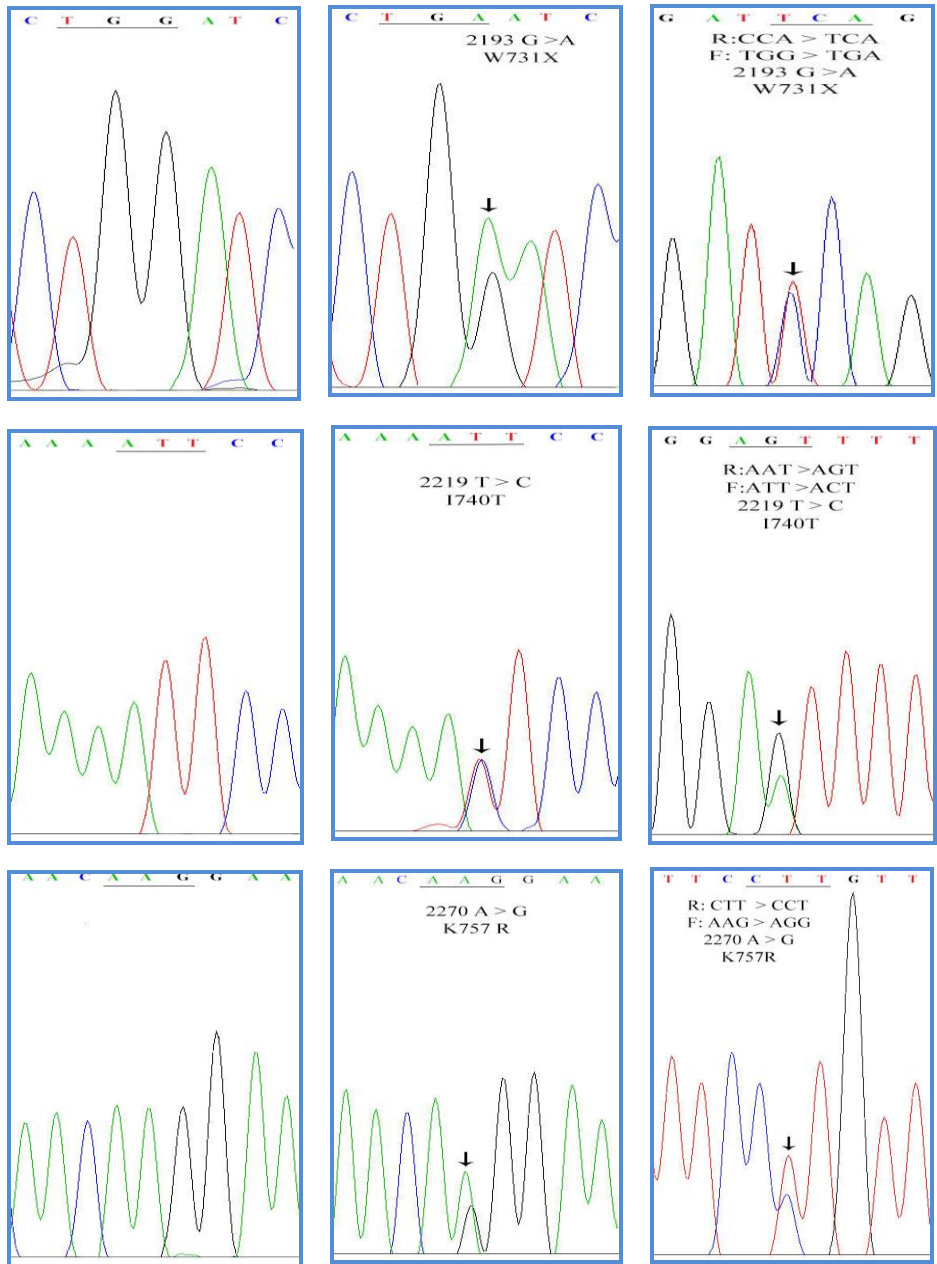 C T G G A T C
C T G A A T C
2193 G >A
W731X
G A T T C A G
R:CCA > TCA
F: TGG > TGA
2193 G >A
W731X
A A A A T T C C
A A A A T T C C
2219 T > C
I740T
G G A G T T T T
R:AAT >AGT
F:ATT >ACT
2219 T > C
I740T
A A C A A G G A A
A A C A A G G A A
2270 A > G
K757 R
T T C C T T G T T
R: CTT > CCT
F: AAG > AGG
2270 A > G
K757R